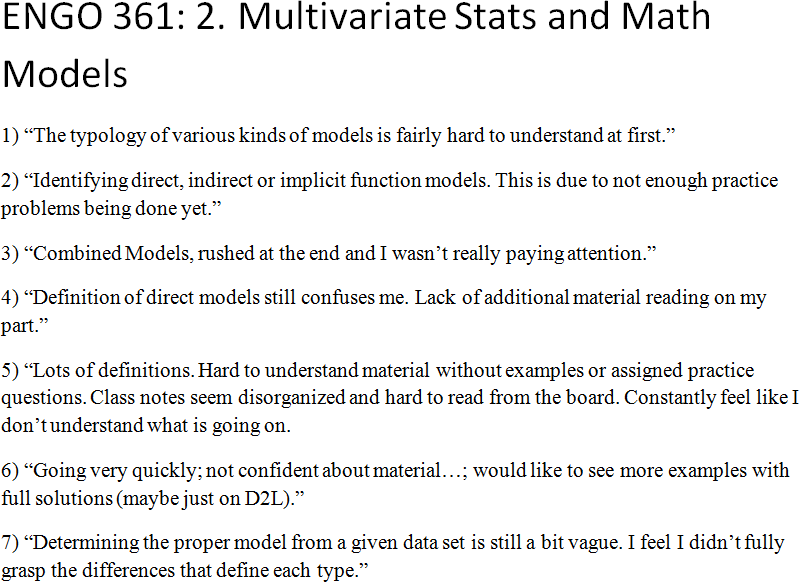 ENGO 361: 2. Multivariate Stats and Math
Models
1) “The typology of various kinds of models is fairly hard to understand at first.”
2) “Identifying direct, indirect or implicit function models. This is due to not enough practice
problems being done yet.”
3) “Combined Models, rushed at the end and I wasn’t really paying attention.”
4) “Definition of direct models still confuses me. Lack of additional material reading on my
part.”
5) “Lots of definitions. Hard to understand material without examples or assigned practice
questions. Class notes seem disorganized and hard to read from the board. Constantly feel like I
don’t understand what is going on.
6) “Going very quickly; not confident about material…; would like to see more examples with
full solutions (maybe just on D2L).”
7) “Determining the proper model from a given data set is still a bit vague. I feel I didn’t fully
grasp the differences that define each type.”